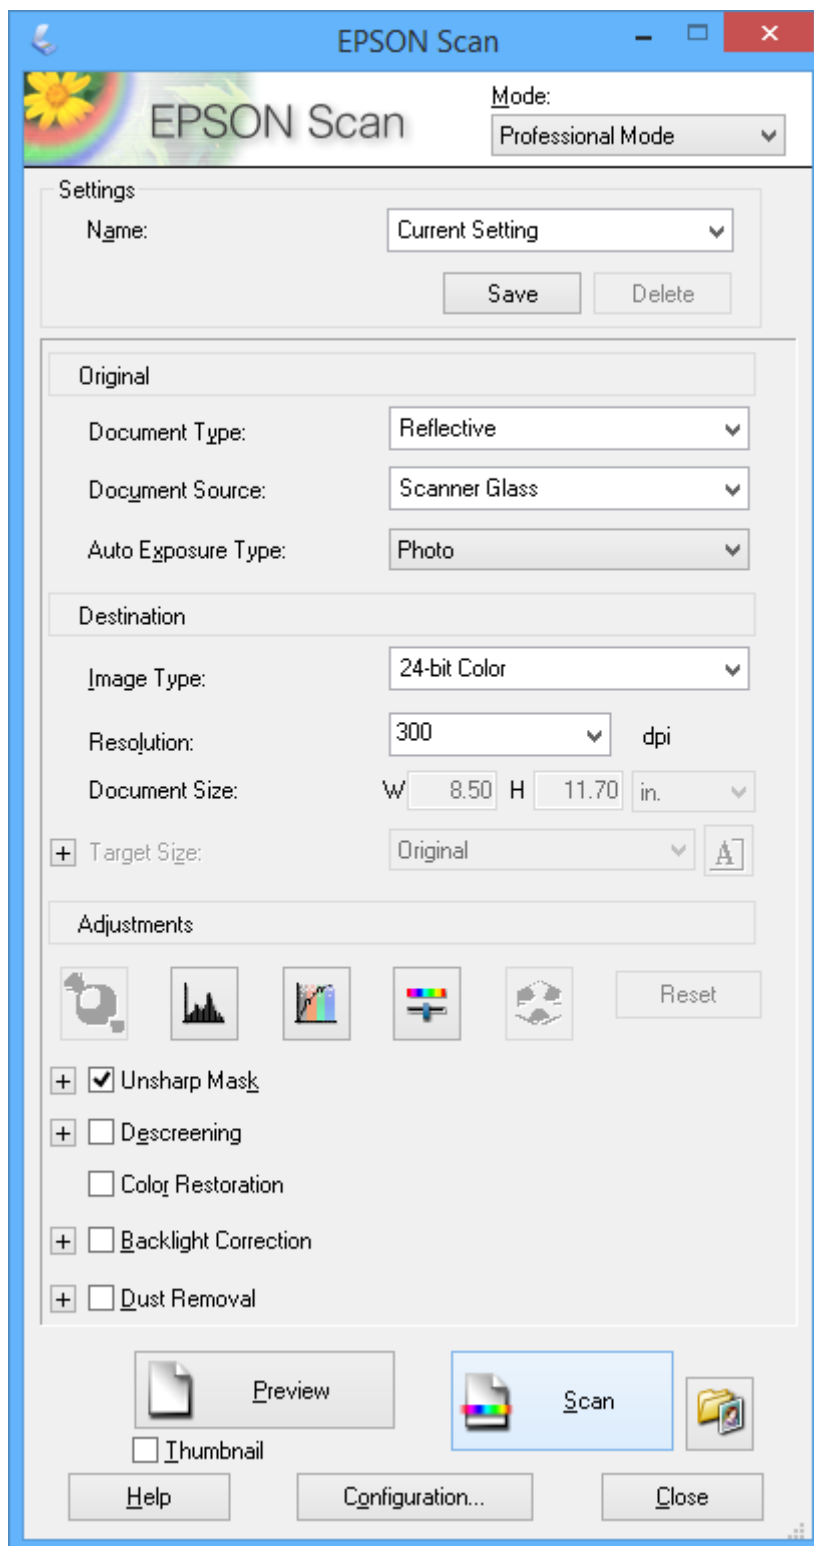 EPSON Scan
EPSON Scan
Mode:
Professional Mode
Settings
Name:
Current Setting
Save
Delete
Original
Document Type:
Reflective
Document Source:
Scanner Glass
Auto Exposure Type:
Photo
Destination
Image Type:
24-bit Color
Resolution:
300
dpi
Document Size:
W 8.50 H 11.70 in.
Target Size:
Original
A
Adjustments
Reset
Unsharp Mask
Descreening
Color Restoration
Backlight Correction
Dust Removal
Preview
Scan
Thumbnail
Help
Configuration...
Close